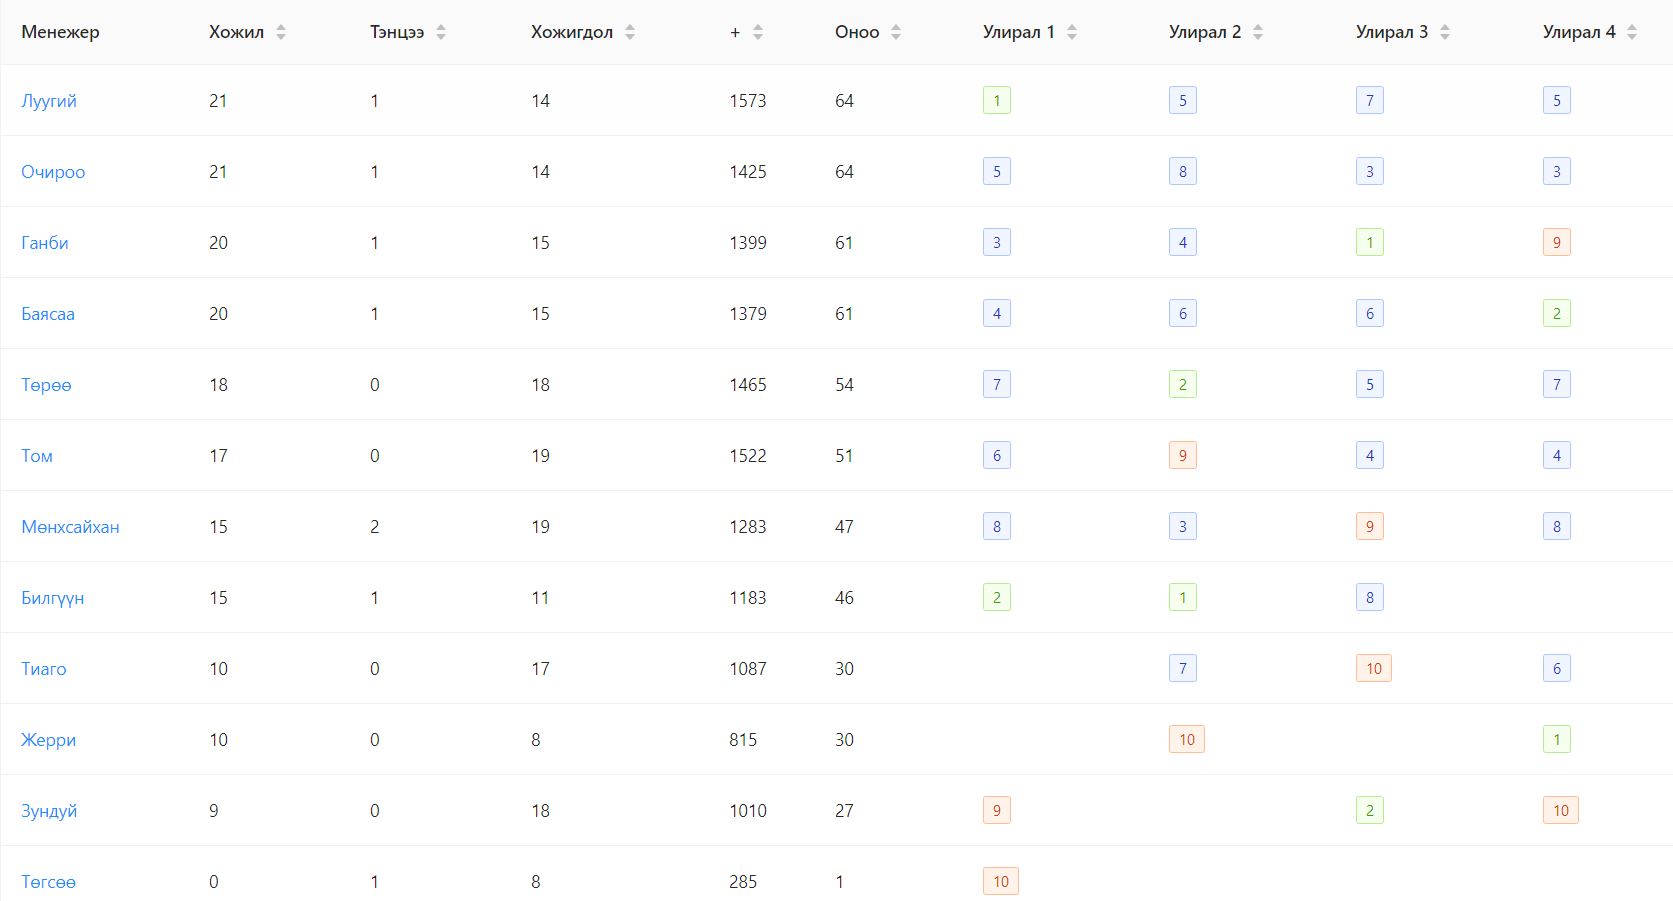 Менежер Хожил Тэнцээ Хожигдол + Оноо Улирал 1 Улирал 2 Улирал 3 Улирал 4
Луугий 21 1 14 1573 64 1 5 7 5
Очироо 21 1 14 1425 64 5 8 3 3
Ганби 20 1 15 1399 61 3 4 1 9
Баясаа 20 1 15 1379 61 4 6 6 2
Төрөө 18 0 18 1465 54 7 2 5 7
Том 17 0 19 1522 51 6 9 4 4
Мөнхсайхан 15 2 19 1283 47 8 3 9 8
Билгүүн 15 1 11 1183 46 2 1 8
Тиаго 10 0 17 1087 30 7 10 6
Жерри 10 0 8 815 30 10 1
Зундуй 9 0 18 1010 27 9 2 10
Төгсөө 0 1 8 285 1 10